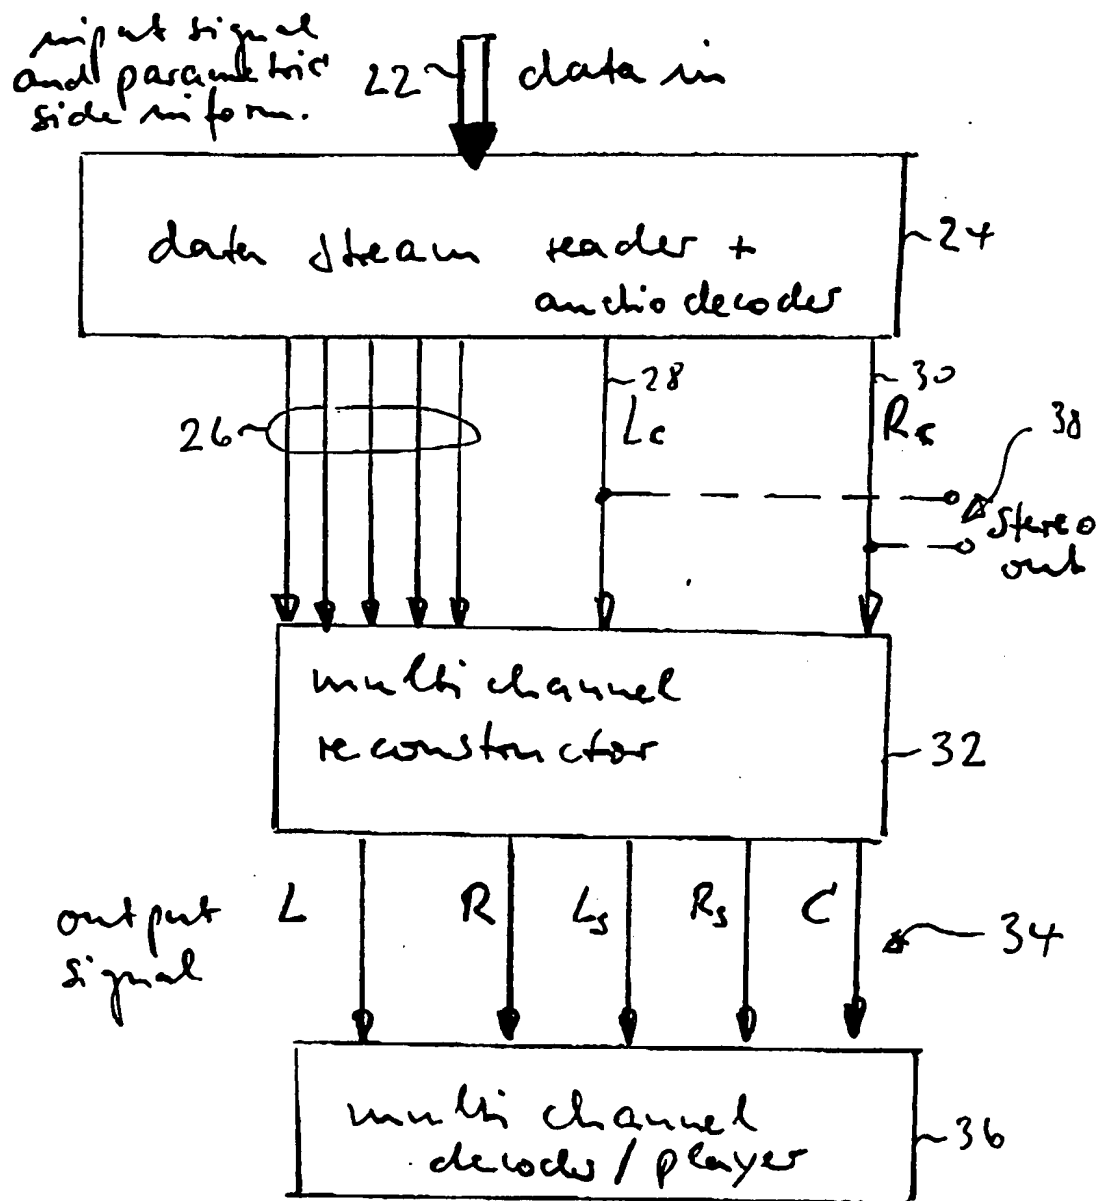 input signal
and parametric
side inform.
22
data in
data stream reader +
audio decoder
24
26
28
Lc
30
Rc
38
stereo
out
multi channel
reconstructor
32
output
signal
L
R
Ls
Rs
C
34
multi channel
decoder / player
36